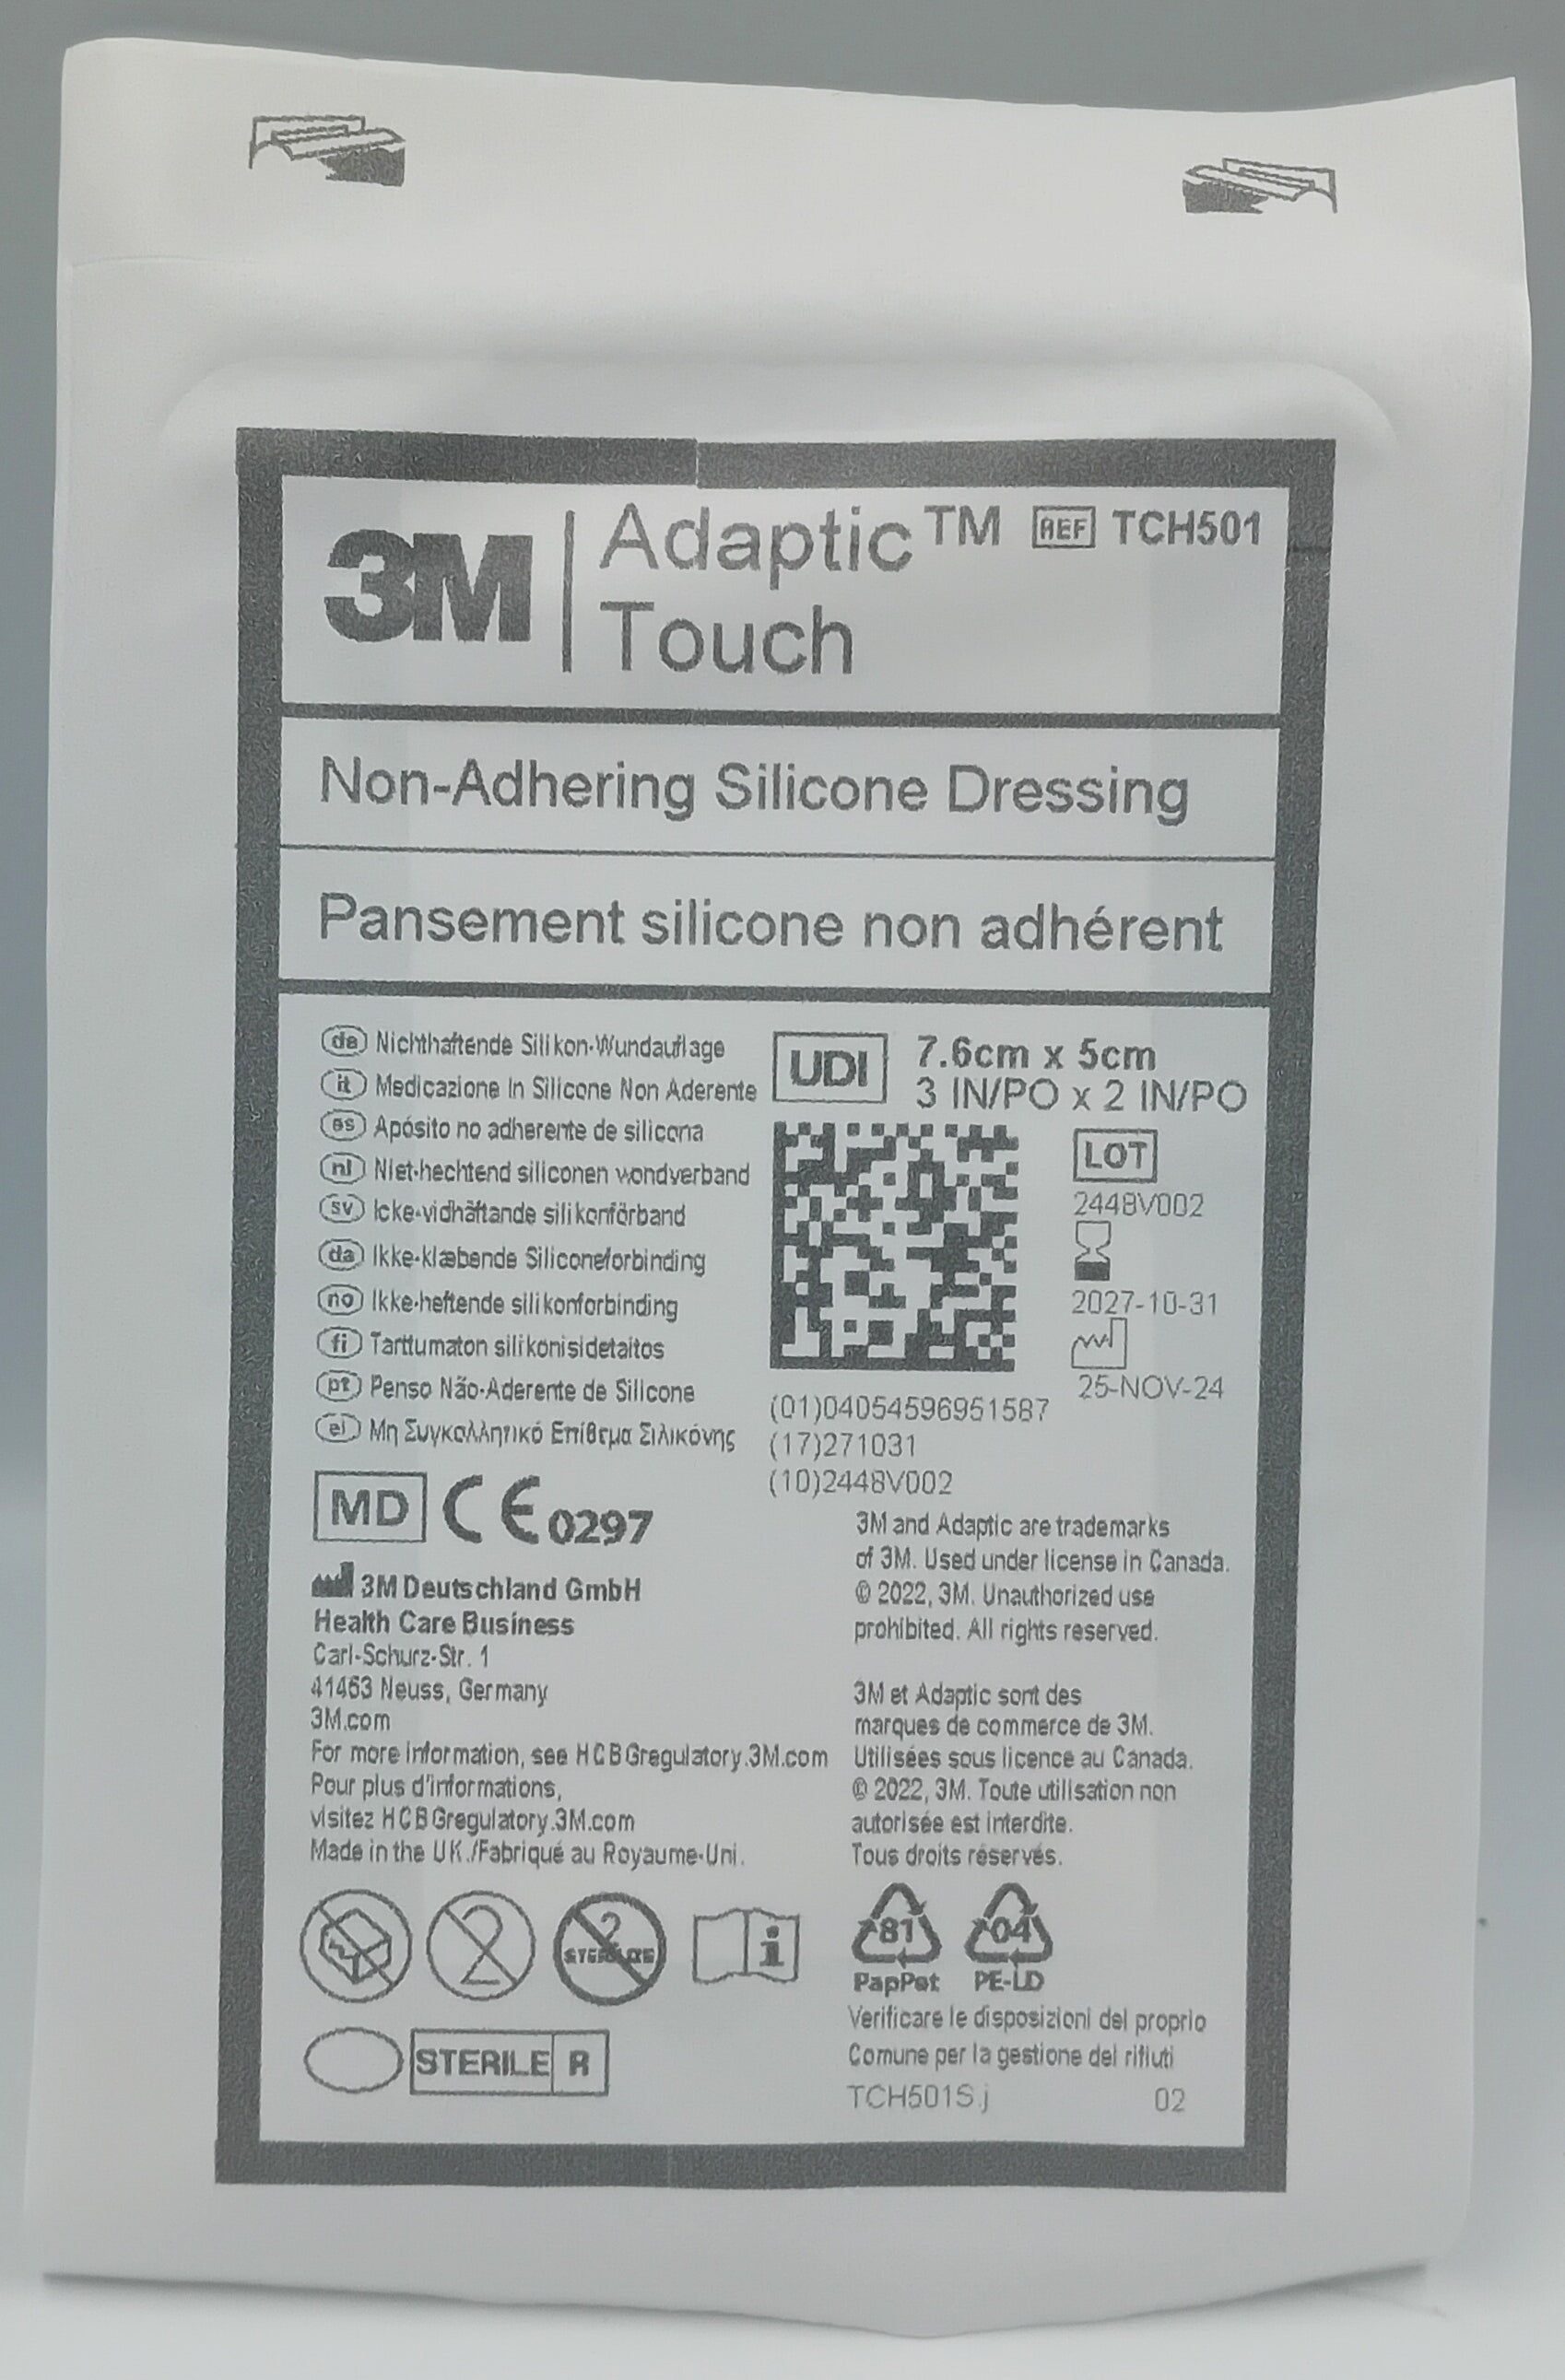 3M
Adaptic™
Touch
REF TCH501
Non-Adhering Silicone Dressing
Pansement silicone non adhérent
de Nichthaftende Silikon-Wundauflage
it Medicazione In Silicone Non Aderente
es Apósito no adherente de silicona
nl Niet-hechtend siliconen wondverband
sv Icke-vidhäftande silikonförband
da Ikke-klæbende Siliconeforbinding
no Ikke-heftende silikonforbinding
fi Tarttumaton silikonisidetaitos
pt Penso Não-Aderente de Silicone
el Μη Συγκολλητικό Επίθεμα Σιλικόνης
UDI
7.6cm x 5cm
3 IN/PO x 2 IN/PO
LOT
2448V002
2027-10-31
25-NOV-24
(01)04054596951587
(17)271031
(10)2448V002
MD CE 0297
3M Deutschland GmbH
Health Care Business
Carl-Schurz-Str. 1
41453 Neuss, Germany
3M.com
For more information, see HCBGregulatory.3M.com
Pour plus d'informations,
visitez HCBGregulatory.3M.com
Made in the UK./Fabriqué au Royaume-Uni.
3M and Adaptic are trademarks
of 3M. Used under license in Canada.
© 2022, 3M. Unauthorized use
prohibited. All rights reserved.
3M et Adaptic sont des
marques de commerce de 3M.
Utilisées sous licence au Canada.
© 2022, 3M. Toute utilisation non
autorisée est interdite.
Tous droits réservés.
2
2
STERILIZE
i
81
PapPet
04
PE-LD
STERILE R
Verificare le disposizioni del proprio
Comune per la gestione dei rifiuti
TCH501S.j 02